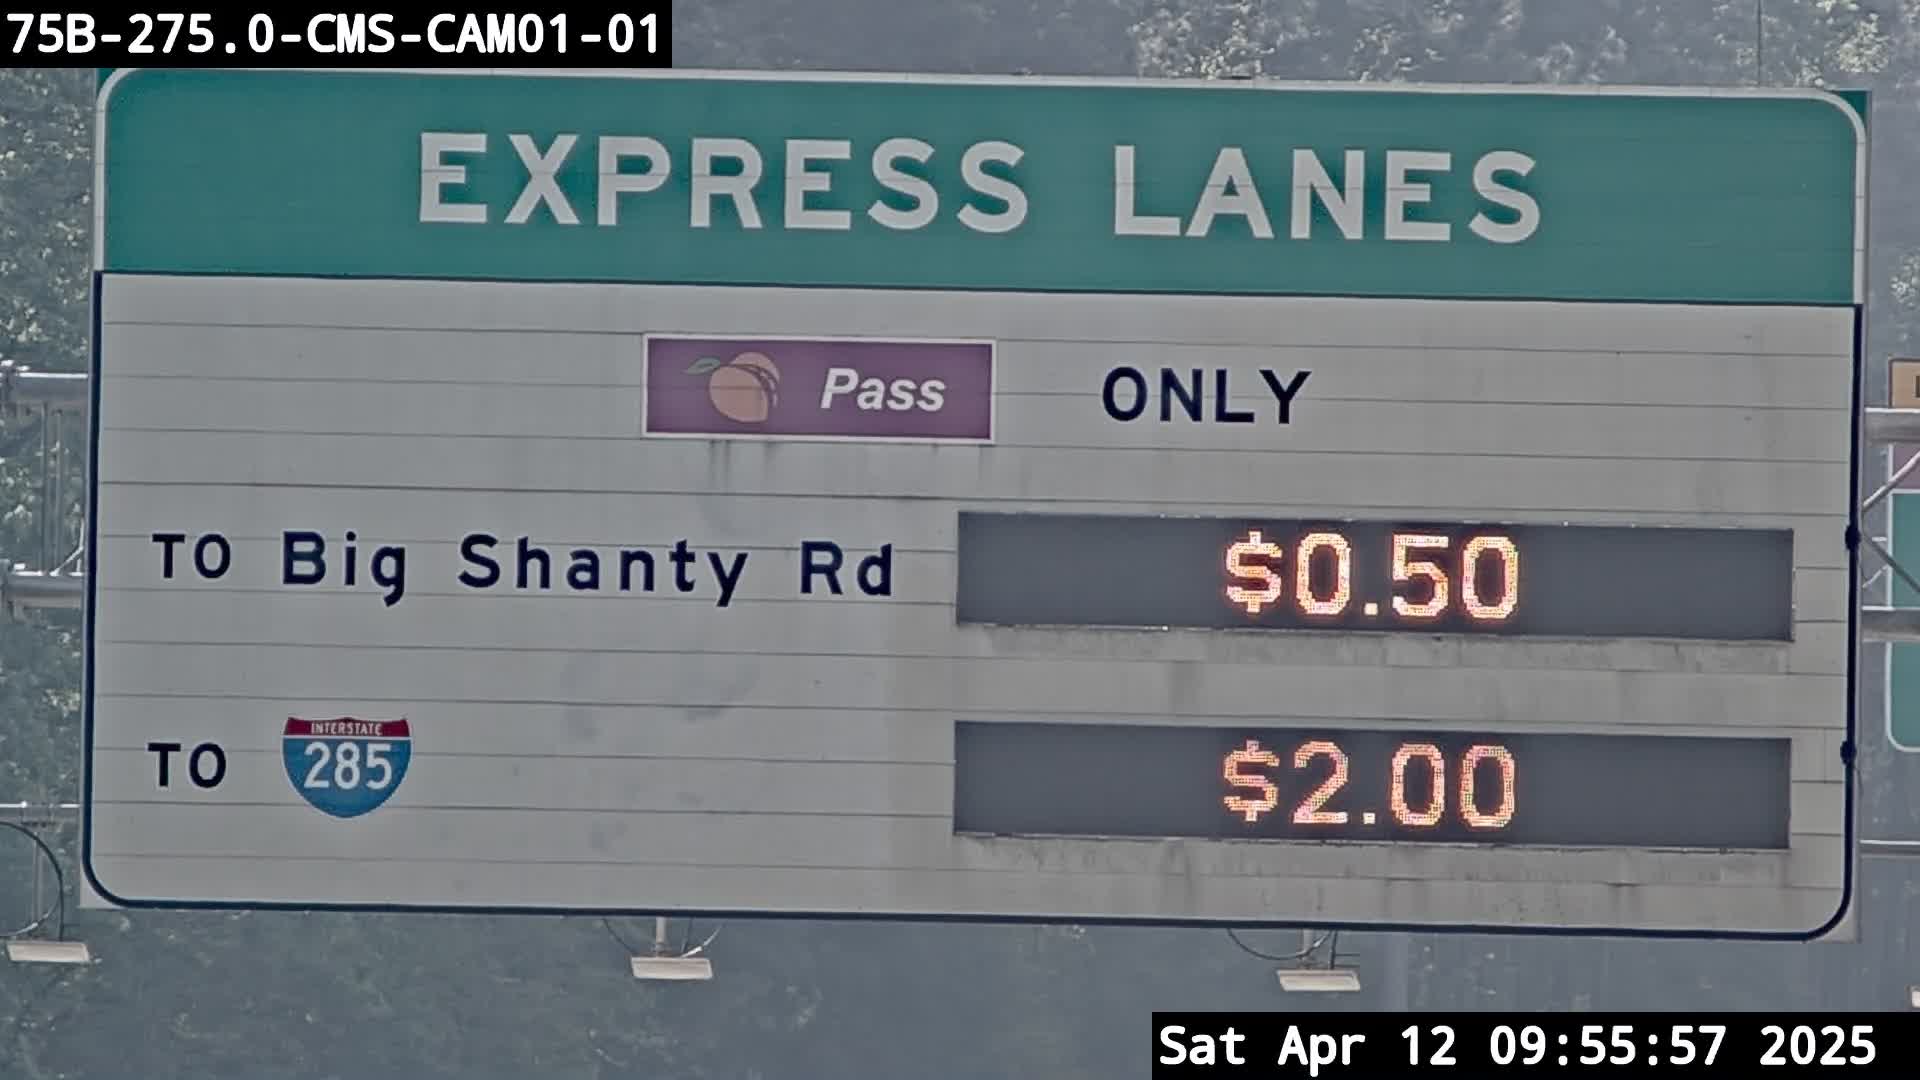 75B-275.0-CMS-CAM01-01
EXPRESS LANES
Pass ONLY
TO Big Shanty Rd $0.50
TO INTERSTATE 285 $2.00
Sat Apr 12 09:55:57 2025